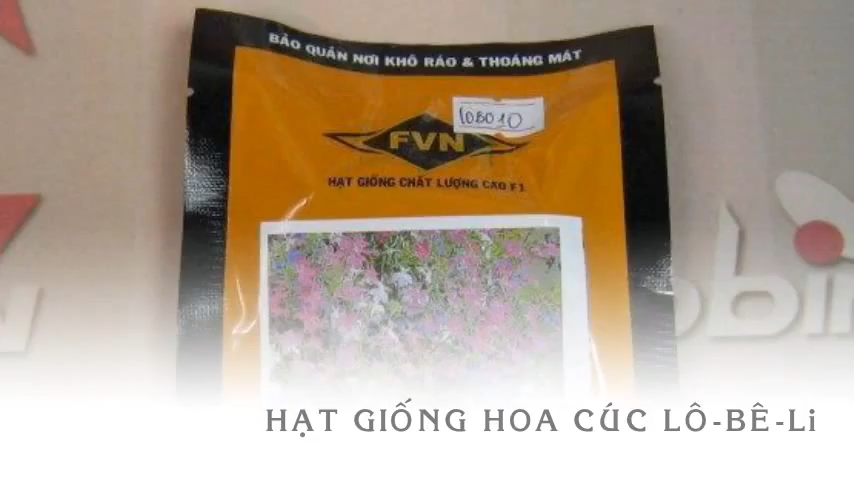 BẢO QUẢN NƠI KHÔ RÁO & THOÁNG MÁT
LOBO10
FVN
HẠT GIỐNG CHẤT LƯỢNG CAO F1
HẠT GIỐNG HOA CÚC LÔ-BÊ-Li